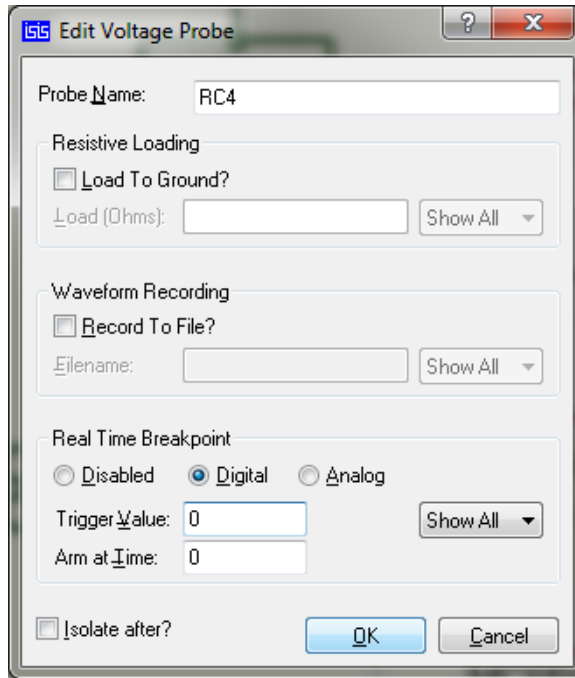 isis Edit Voltage Probe ? X
Probe Name: RC4
Resistive Loading
Load To Ground?
Load (Ohms): Show All
Waveform Recording
Record To File?
Filename: Show All
Real Time Breakpoint
Disabled Digital Analog
Trigger Value: 0 Show All
Arm at Time: 0
Isolate after? OK Cancel